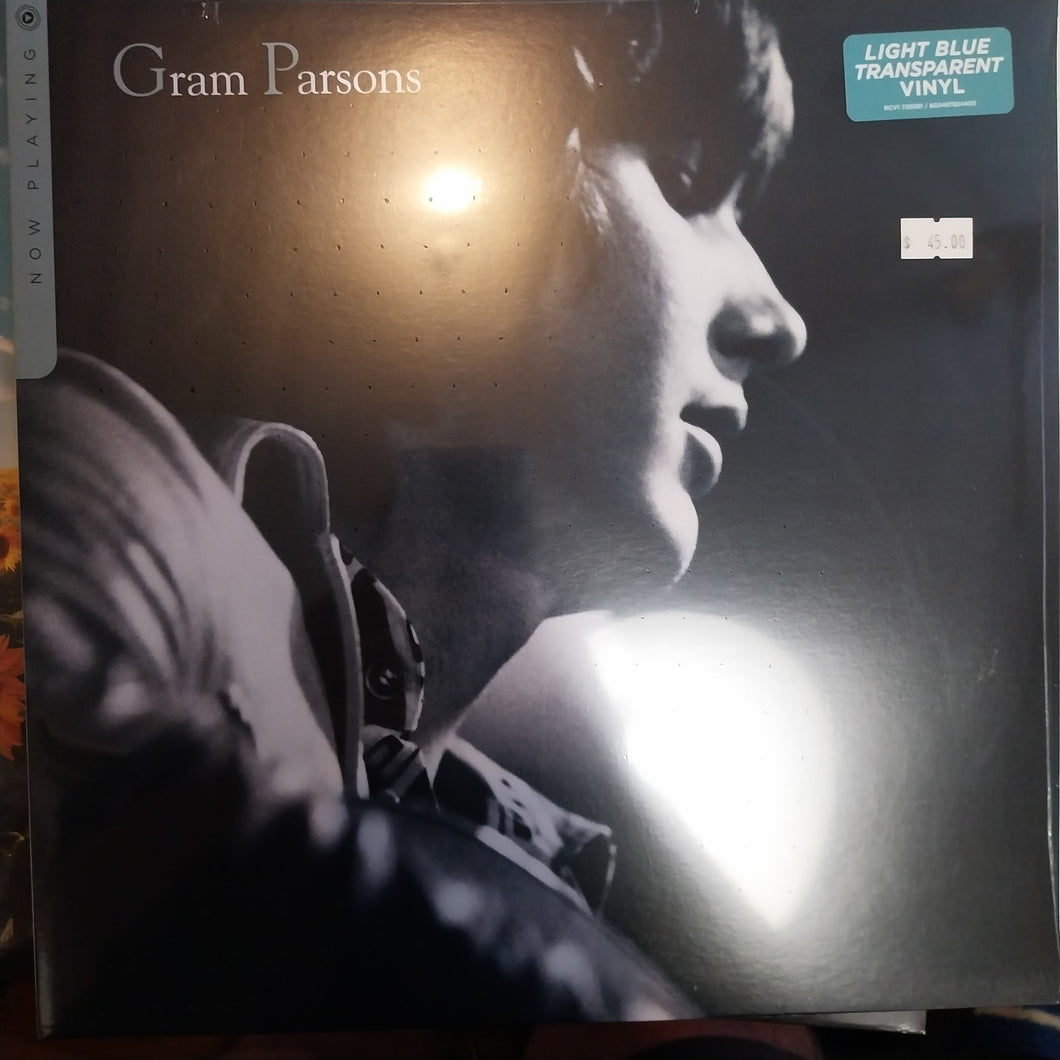 NOW PLAYING
Gram Parsons
LIGHT BLUE
TRANSPARENT
VINYL
$ 45.00